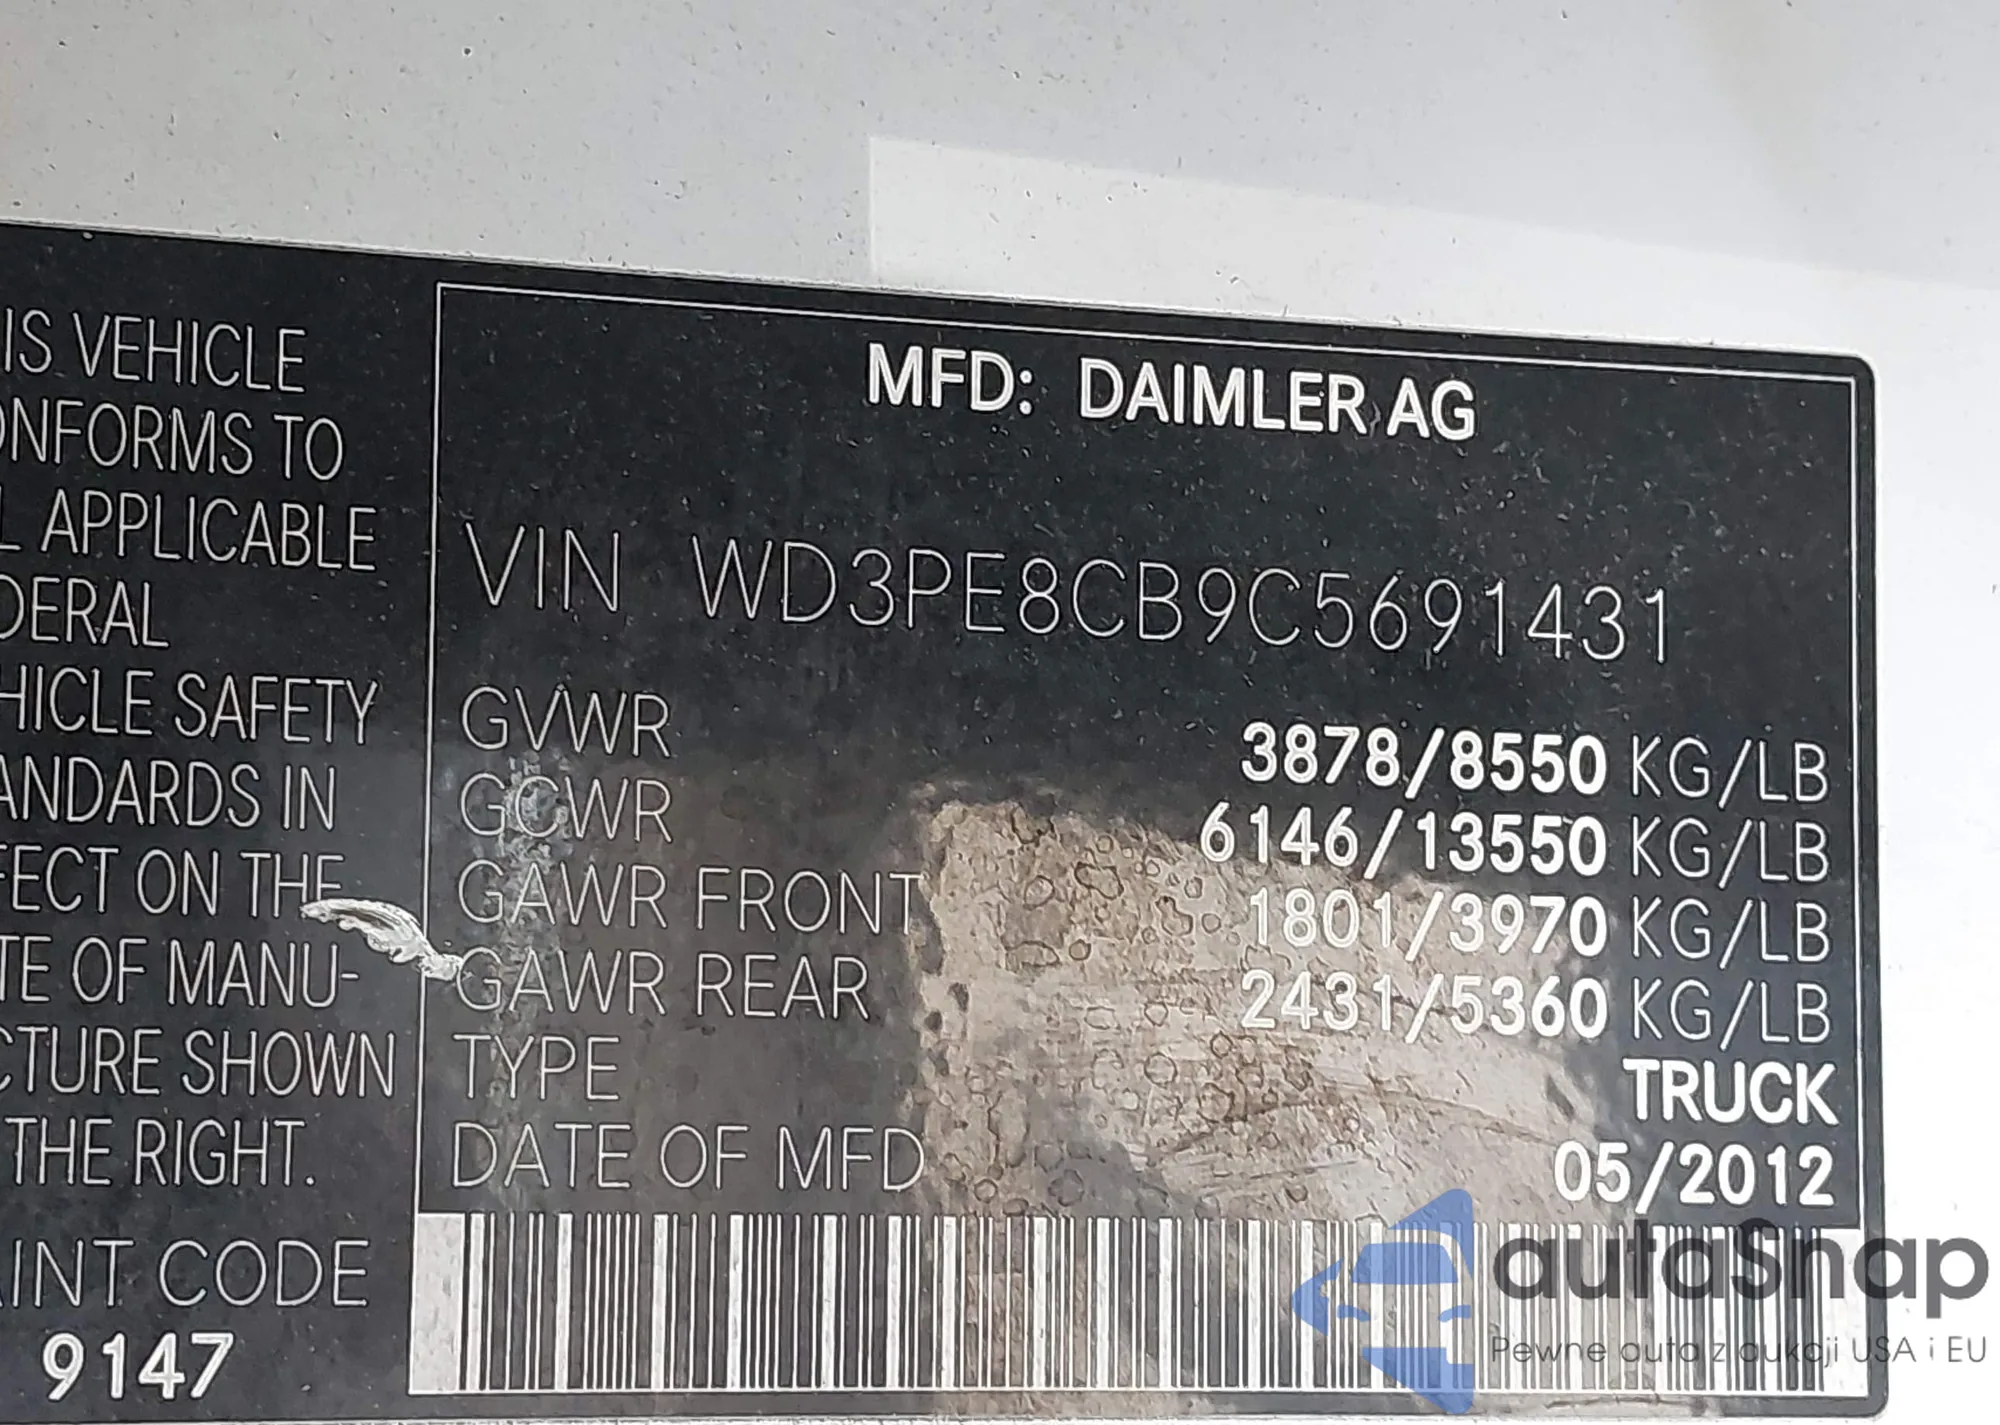 IS VEHICLE
ONFORMS TO
L APPLICABLE
DERAL
HICLE SAFETY
ANDARDS IN
FECT ON THE
TE OF MANU-
CTURE SHOWN
THE RIGHT.
AINT CODE
9147
MFD: DAIMLER AG
VIN WD3PE8CB9C5691431
GVWR 3878/8550 KG/LB
GCWR 6146/13550 KG/LB
GAWR FRONT 1801/3970 KG/LB
GAWR REAR 2431/5360 KG/LB
TYPE TRUCK
DATE OF MFD 05/2012
autaSnap
Pewne auta z aukcji USA i EU